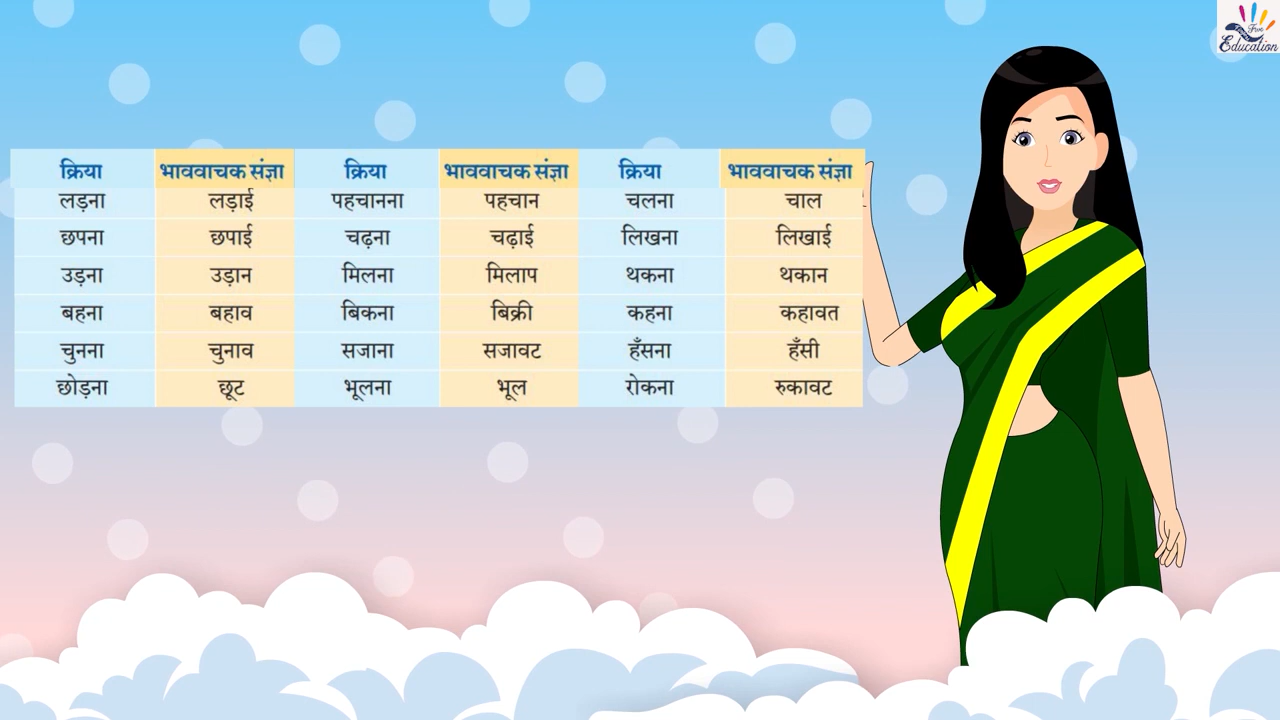 क्रिया भाववाचक संज्ञा क्रिया भाववाचक संज्ञा क्रिया भाववाचक संज्ञा
लड़ना लड़ाई पहचानना पहचान चलना चाल
छपना छपाई चढ़ना चढ़ाई लिखना लिखाई
उड़ना उड़ान मिलना मिलाप थकना थकान
बहना बहाव बिकना बिक्री कहना कहावत
चुनना चुनाव सजाना सजावट हँसना हँसी
छोड़ना छूट भूलना भूल रोकना रुकावट
Education